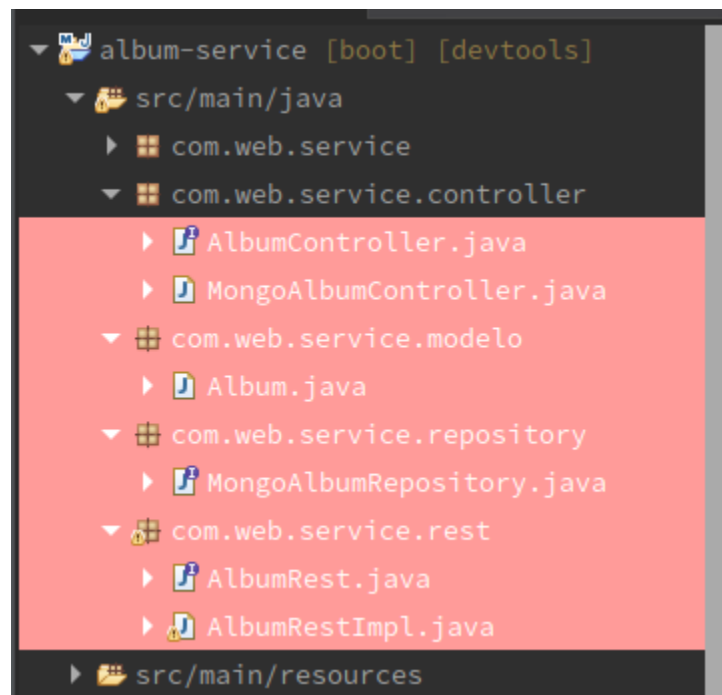 album-service [boot] [devtools]
src/main/java
com.web.service
com.web.service.controller
AlbumController.java
MongoAlbumController.java
com.web.service.modelo
Album.java
com.web.service.repository
MongoAlbumRepository.java
com.web.service.rest
AlbumRest.java
AlbumRestImpl.java
src/main/resources